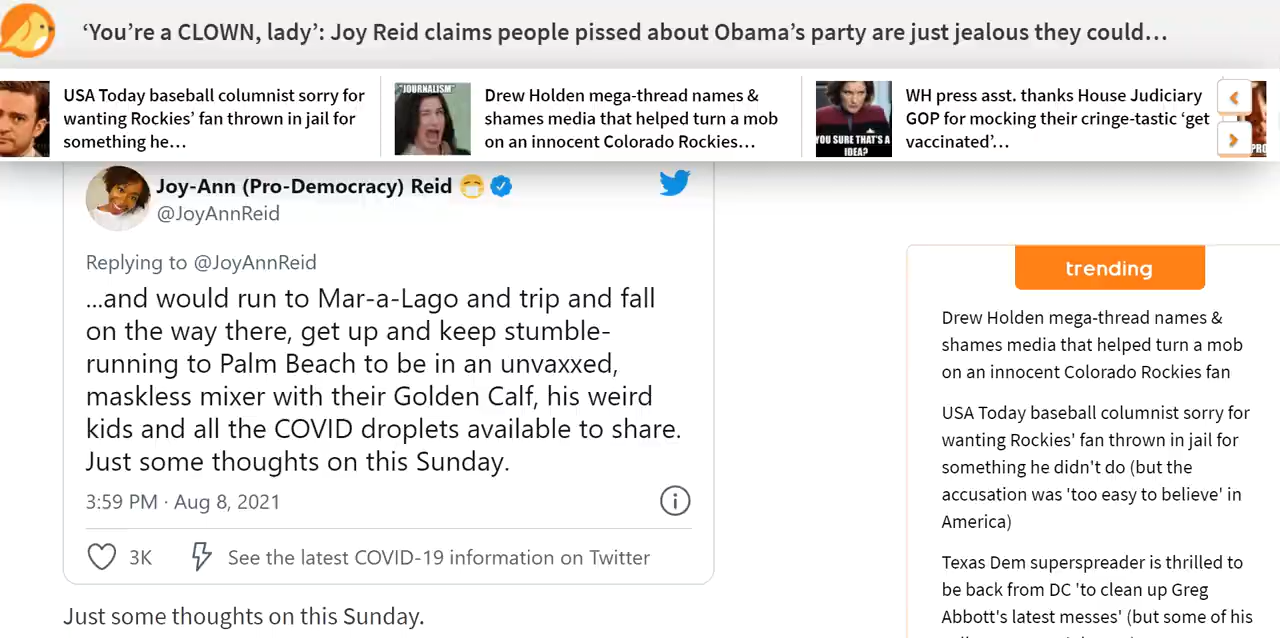 ‘You’re a CLOWN, lady’: Joy Reid claims people pissed about Obama’s party are just jealous they could…
USA Today baseball columnist sorry for
wanting Rockies’ fan thrown in jail for
something he…
"JOURNALISM"
Drew Holden mega-thread names &
shames media that helped turn a mob
on an innocent Colorado Rockies…
YOU SURE THAT'S A
IDEA?
WH press asst. thanks House Judiciary
GOP for mocking their cringe-tastic ‘get
vaccinated’…
Joy-Ann (Pro-Democracy) Reid
@JoyAnnReid
Replying to @JoyAnnReid
...and would run to Mar-a-Lago and trip and fall
on the way there, get up and keep stumble-
running to Palm Beach to be in an unvaxxed,
maskless mixer with their Golden Calf, his weird
kids and all the COVID droplets available to share.
Just some thoughts on this Sunday.
3:59 PM · Aug 8, 2021
3K
See the latest COVID-19 information on Twitter
Just some thoughts on this Sunday.
trending
Drew Holden mega-thread names &
shames media that helped turn a mob
on an innocent Colorado Rockies fan
USA Today baseball columnist sorry for
wanting Rockies' fan thrown in jail for
something he didn't do (but the
accusation was 'too easy to believe' in
America)
Texas Dem superspreader is thrilled to
be back from DC 'to clean up Greg
Abbott's latest messes' (but some of his